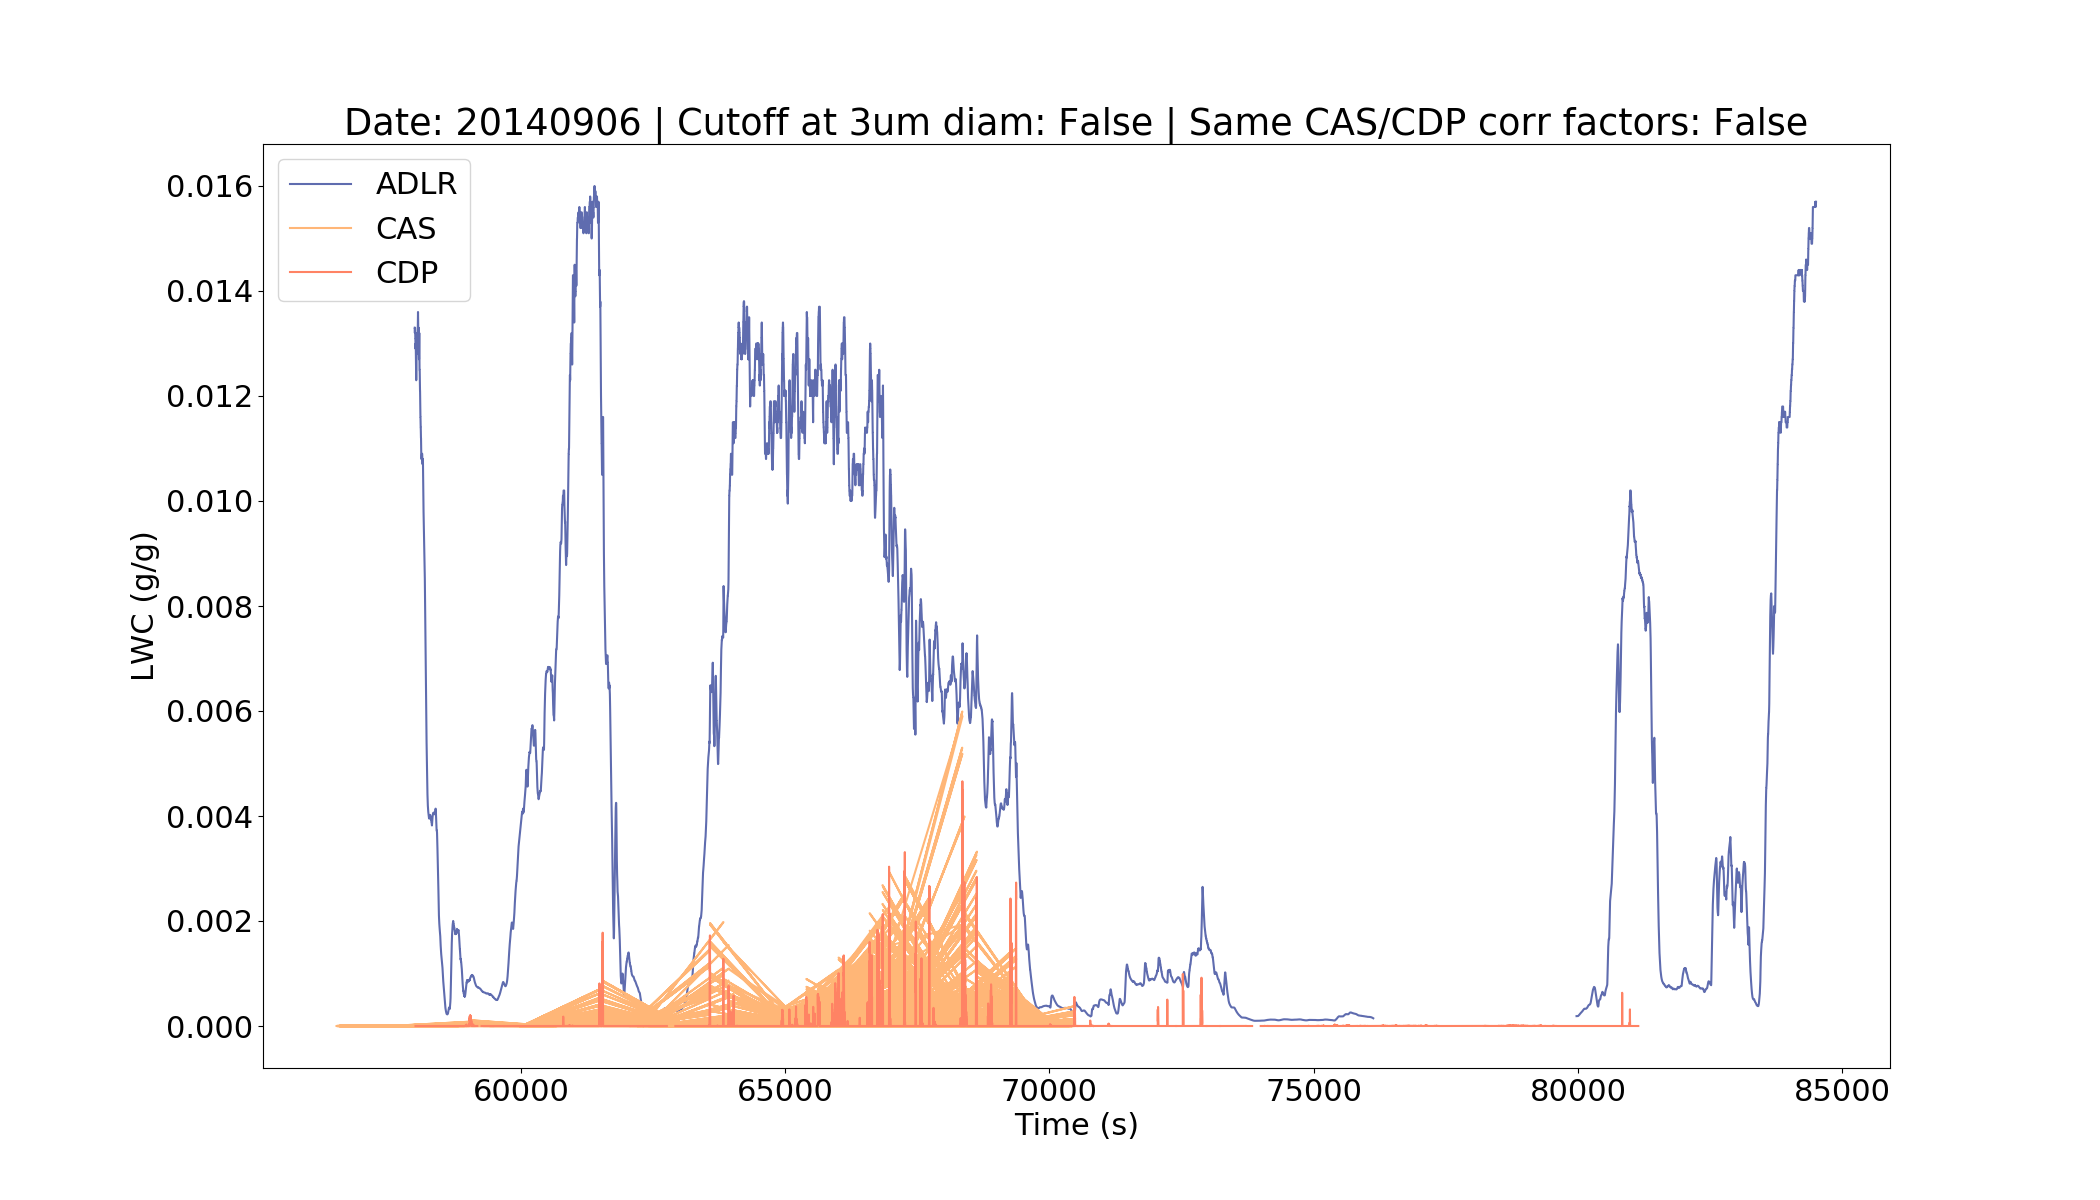 Date: 20140906 | Cutoff at 3um diam: False | Same CAS/CDP corr factors: False
ADLR
CAS
CDP
0.016
0.014
0.012
0.010
0.008
0.006
0.004
0.002
0.000
LWC (g/g)
60000 65000 70000 75000 80000 85000
Time (s)